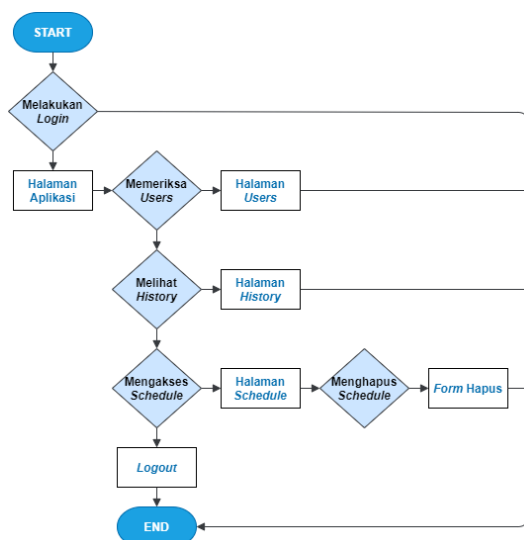 START
Melakukan
Login
Halaman
Aplikasi
Memeriksa
Users
Halaman
Users
Melihat
History
Halaman
History
Mengakses
Schedule
Halaman
Schedule
Menghapus
Schedule
Form Hapus
Logout
END